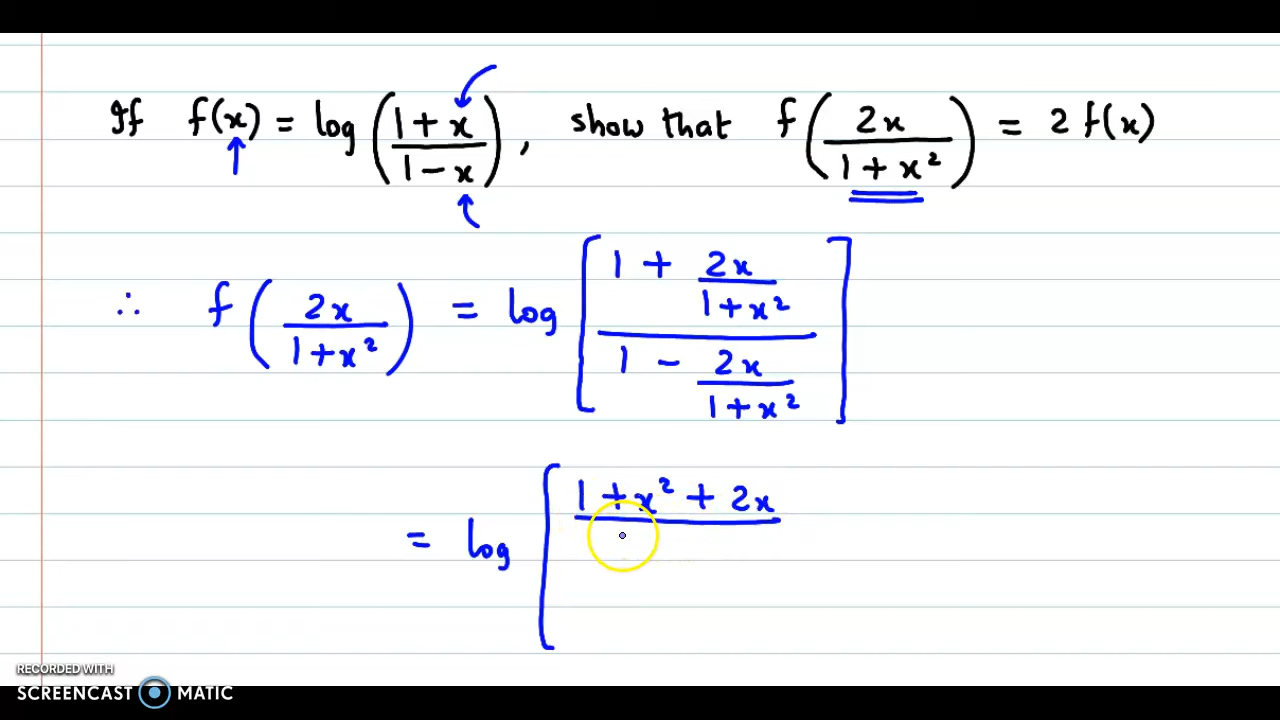 If f(x) = log (1 + x / 1 - x), show that f(2x / 1 + x²) = 2 f(x)
∴ f(2x / 1 + x²) = log [1 + 2x / 1 + x² / 1 - 2x / 1 + x²]
= log [1 + x² + 2x
RECORDED WITH
SCREENCAST MATIC